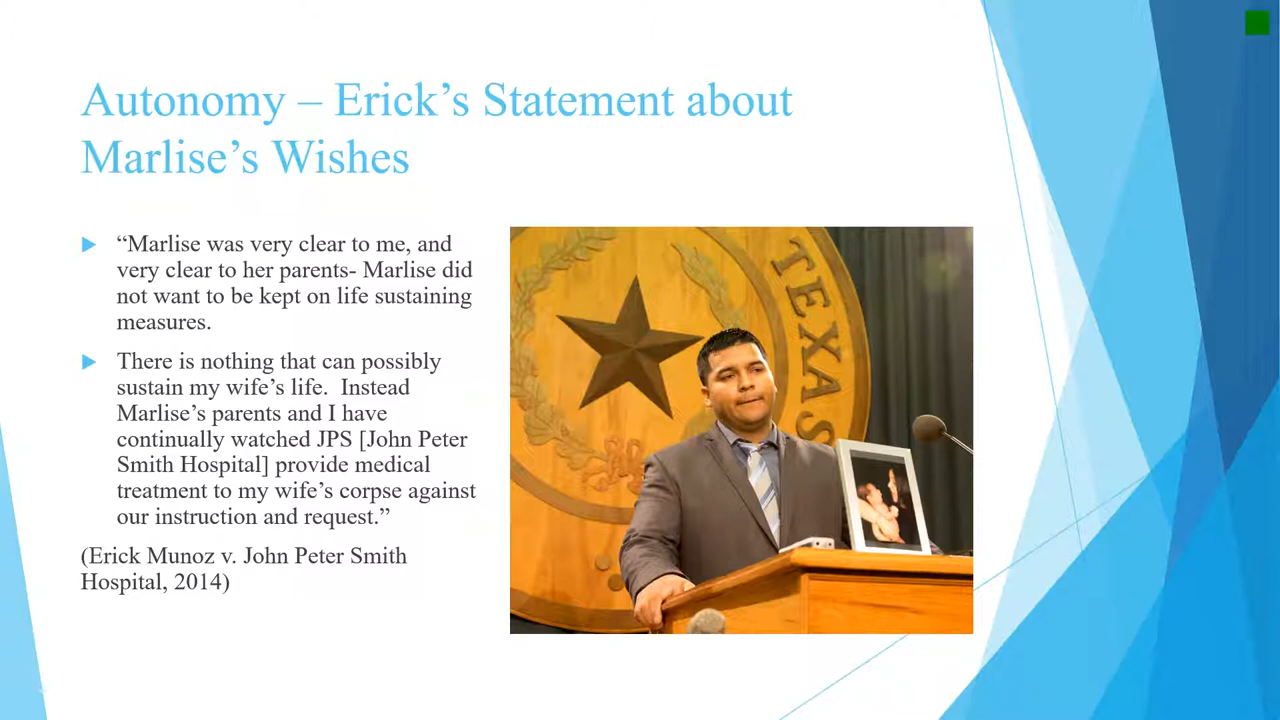 Autonomy – Erick’s Statement about
Marlise’s Wishes
“Marlise was very clear to me, and
very clear to her parents- Marlise did
not want to be kept on life sustaining
measures.
There is nothing that can possibly
sustain my wife’s life.  Instead
Marlise’s parents and I have
continually watched JPS [John Peter
Smith Hospital] provide medical
treatment to my wife’s corpse against
our instruction and request.”
(Erick Munoz v. John Peter Smith
Hospital, 2014)
TEXAS